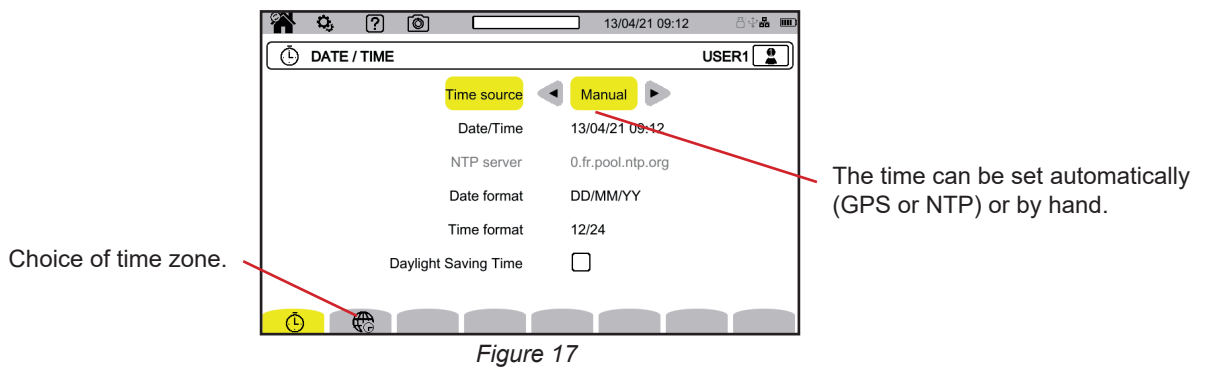 13/04/21 09:12
DATE / TIME USER1
Time source Manual
Date/Time 13/04/21 09:12
NTP server 0.fr.pool.ntp.org
Date format DD/MM/YY
Time format 12/24
Daylight Saving Time
The time can be set automatically
(GPS or NTP) or by hand.
Choice of time zone.
Figure 17